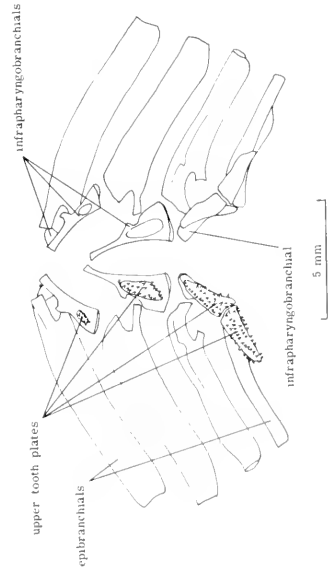 infrapharyngobranchials
upper tooth plates
epibranchials
infrapharyngobranchial
5 mm